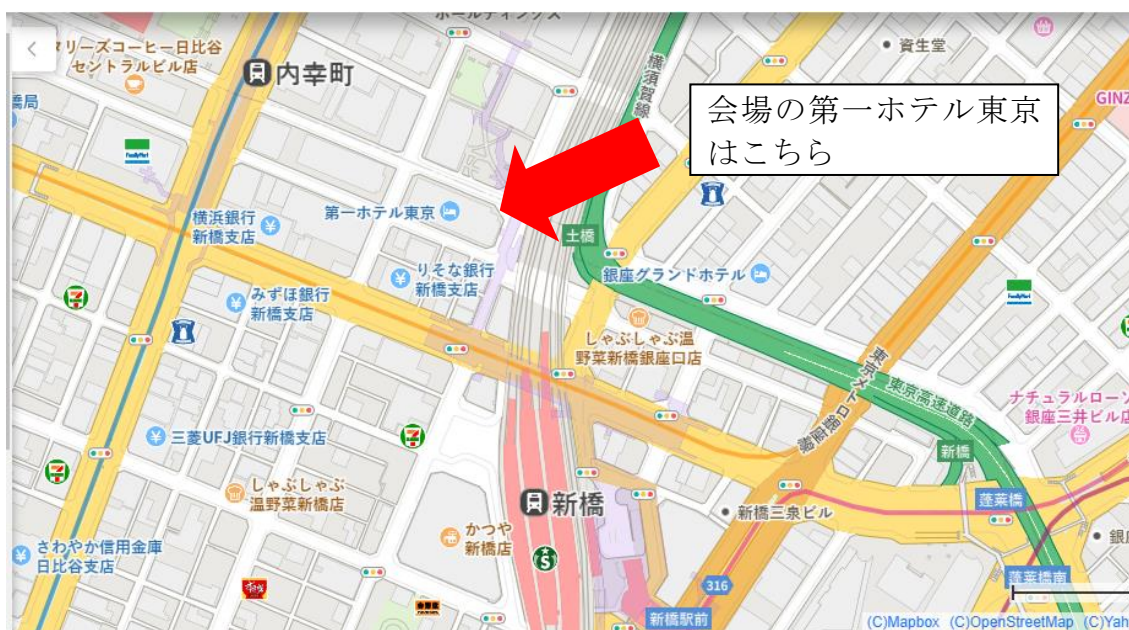 ホールディングス
タリーズコーヒー日比谷
セントラルビル店
内幸町
資生堂
横須賀線
会場の第一ホテル東京
はこちら
GINZ
FamilyMart
横浜銀行
新橋支店
第一ホテル東京
土橋
りそな銀行
新橋支店
銀座グランドホテル
みずほ銀行
新橋支店
FamilyMart
しゃぶしゃぶ温
野菜新橋銀座口店
東京メトロ銀座線
東京高速道路
ナチュラルローソ
銀座三井ビル店
三菱UFJ銀行新橋支店
新橋
しゃぶしゃぶ
温野菜新橋店
新橋
新橋三泉ビル
蓬莱橋
かつや
新橋店
さわやか信用金庫
日比谷支店
316
蓬莱橋南
新橋駅前
(C)Mapbox (C)OpenStreetMap (C)Yah